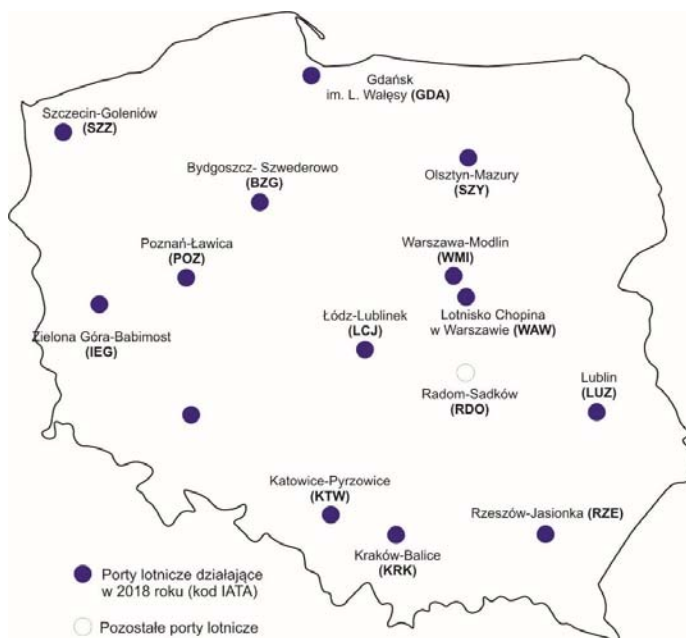 Gdańsk
im. L. Wałęsy (GDA)
Szczecin-Goleniów
(SZZ)
Bydgoszcz- Szwederowo
(BZG)
Olsztyn-Mazury
(SZY)
Poznań-Ławica
(POZ)
Warszawa-Modlin
(WMI)
Lotnisko Chopina
w Warszawie (WAW)
Łódz-Lublinek
(LCJ)
Zielona Góra-Babimost
(IEG)
Radom-Sadków
(RDO)
Lublin
(LUZ)
Katowice-Pyrzowice
(KTW)
Rzeszów-Jasionka (RZE)
Kraków-Balice
(KRK)
Porty lotnicze działające
w 2018 roku (kod IATA)
Pozostałe porty lotnicze